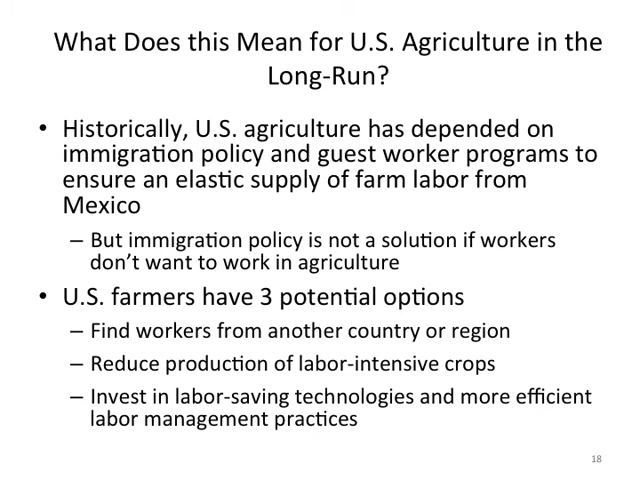 What Does this Mean for U.S. Agriculture in the
Long-Run?
• Historically, U.S. agriculture has depended on
immigration policy and guest worker programs to
ensure an elastic supply of farm labor from
Mexico
– But immigration policy is not a solution if workers
don’t want to work in agriculture
• U.S. farmers have 3 potential options
– Find workers from another country or region
– Reduce production of labor-intensive crops
– Invest in labor-saving technologies and more efficient
labor management practices
18